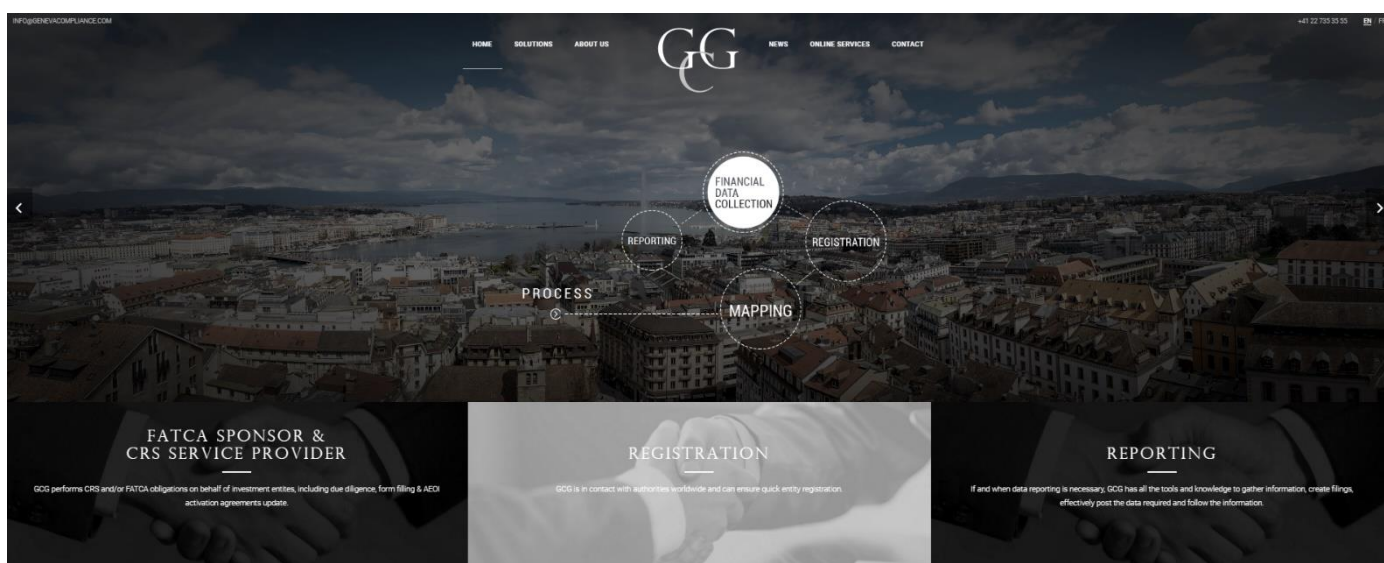 INFO@GENEVACOMPLIANCE.COM
+41 22 735 35 55 EN / FR
HOME SOLUTIONS ABOUT US GCG NEWS ONLINE SERVICES CONTACT
FINANCIAL
DATA
COLLECTION
REPORTING
REGISTRATION
PROCESS
MAPPING
FATCA SPONSOR &
CRS SERVICE PROVIDER
GCG performs CRS and/or FATCA obligations on behalf of investment entites, including due diligence, form filling & AEOI
activation agreements update.
REGISTRATION
GCG is in contact with authorities worldwide and can ensure quick entity registration.
REPORTING
If and when data reporting is necessary, GCG has all the tools and knowledge to gather information, create filings,
effectively post the data required and follow the information.